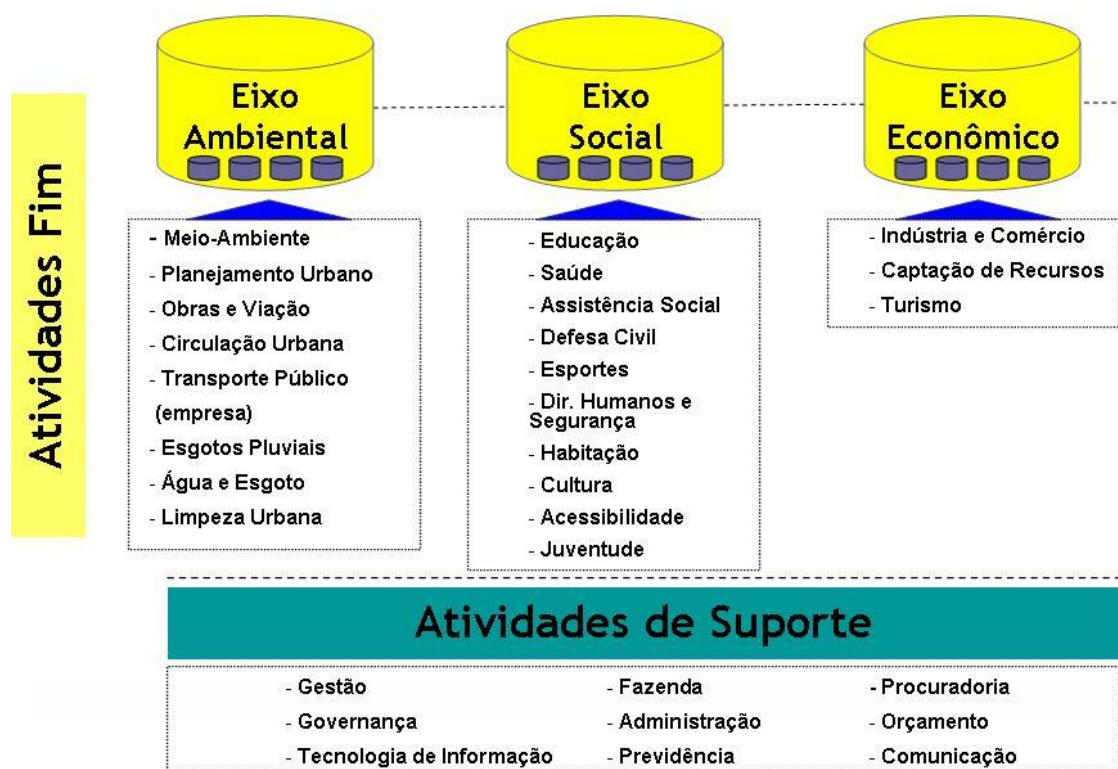 Atividades Fim
Eixo
Ambiental
- Meio-Ambiente
- Planejamento Urbano
- Obras e Viação
- Circulação Urbana
- Transporte Público
(empresa)
- Esgotos Pluviais
- Água e Esgoto
- Limpeza Urbana
Eixo
Social
- Educação
- Saúde
- Assistência Social
- Defesa Civil
- Esportes
- Dir. Humanos e
Segurança
- Habitação
- Cultura
- Acessibilidade
- Juventude
Eixo
Econômico
- Indústria e Comércio
- Captação de Recursos
- Turismo
Atividades de Suporte
- Gestão
- Governança
- Tecnologia de Informação
- Fazenda
- Administração
- Previdência
- Procuradoria
- Orçamento
- Comunicação